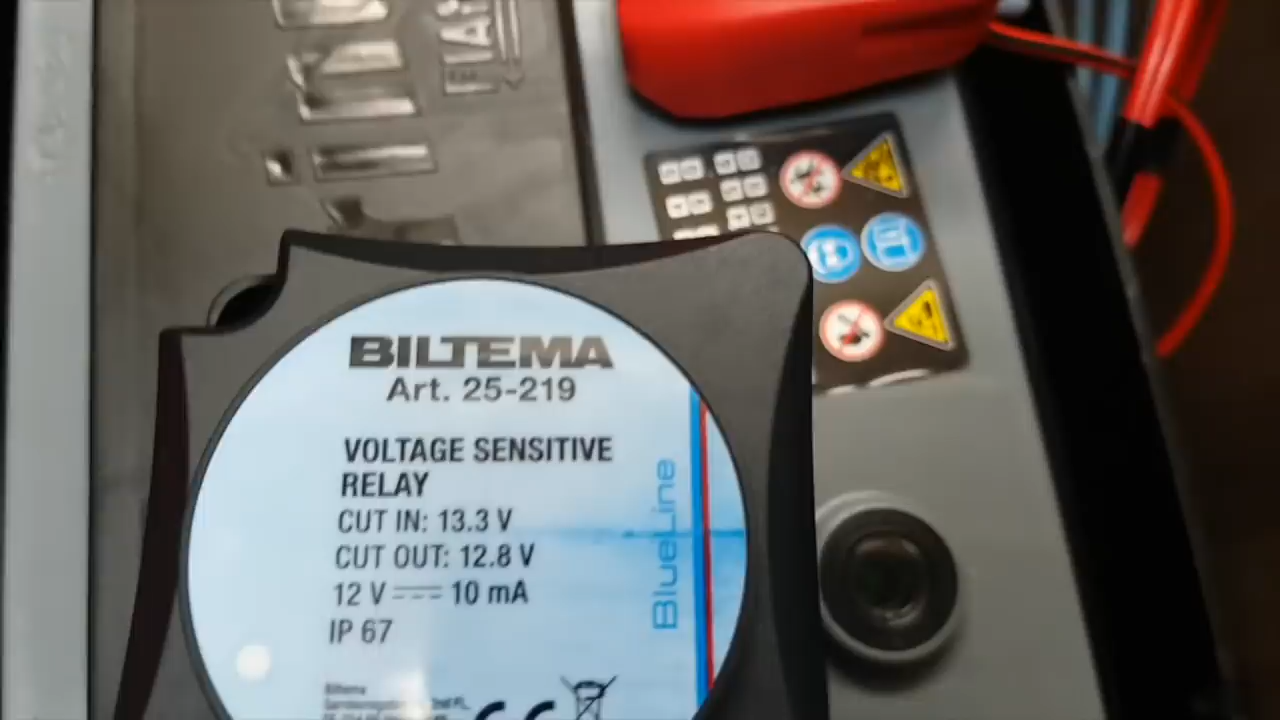 BILTEMA
Art. 25-219
VOLTAGE SENSITIVE
RELAY
CUT IN: 13.3 V
CUT OUT: 12.8 V
12 V 10 mA
IP 67
Biltema
CE
BlueLine